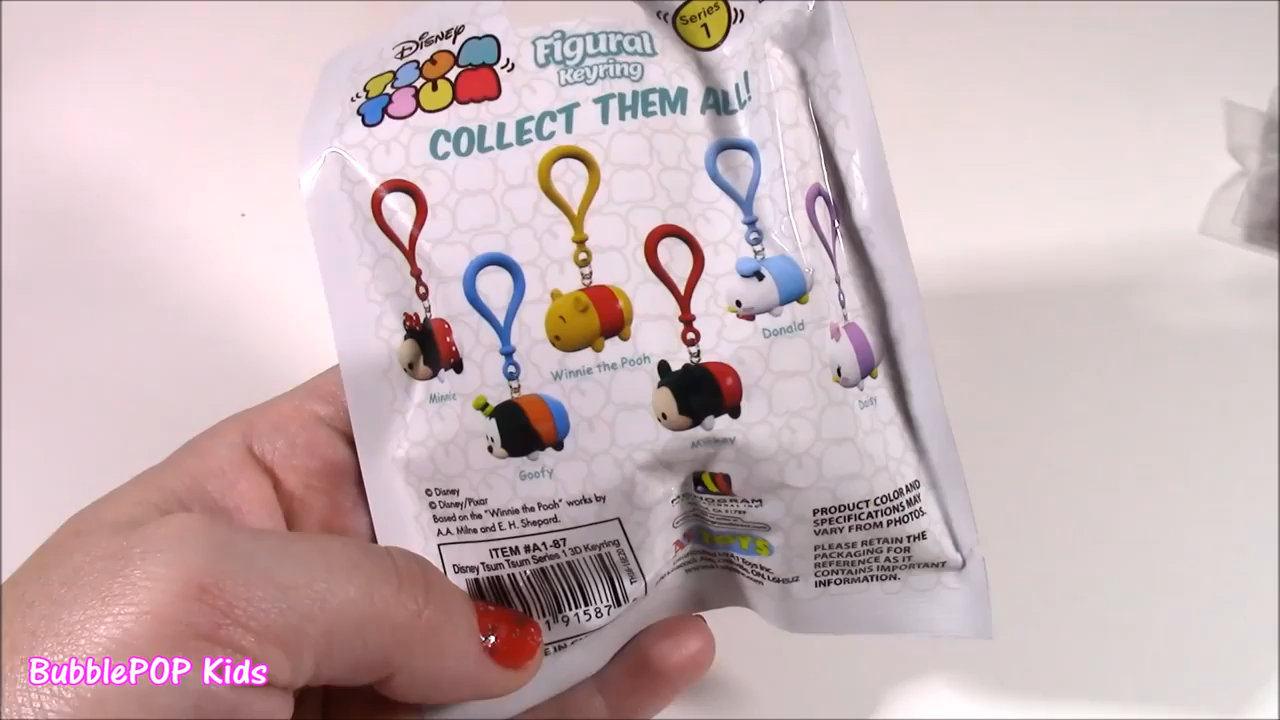 Disney
TSUM
TSUM
Figural
Keyring
Series
1
COLLECT THEM ALL!
Minnie
Goofy
Winnie the Pooh
Mickey
Donald
Daisy
© Disney
© Disney/Pixar
Based on the "Winnie the Pooh" works by
A.A. Milne and E. H. Shepard.
ITEM #A1-87
Disney Tsum Tsum Series 1 3D Keyring
91587
PRODUCT COLOR AND
SPECIFICATIONS MAY
VARY FROM PHOTOS.
PLEASE RETAIN THE
PACKAGING FOR
REFERENCE AS IT
CONTAINS IMPORTANT
INFORMATION.
BubblePOP Kids